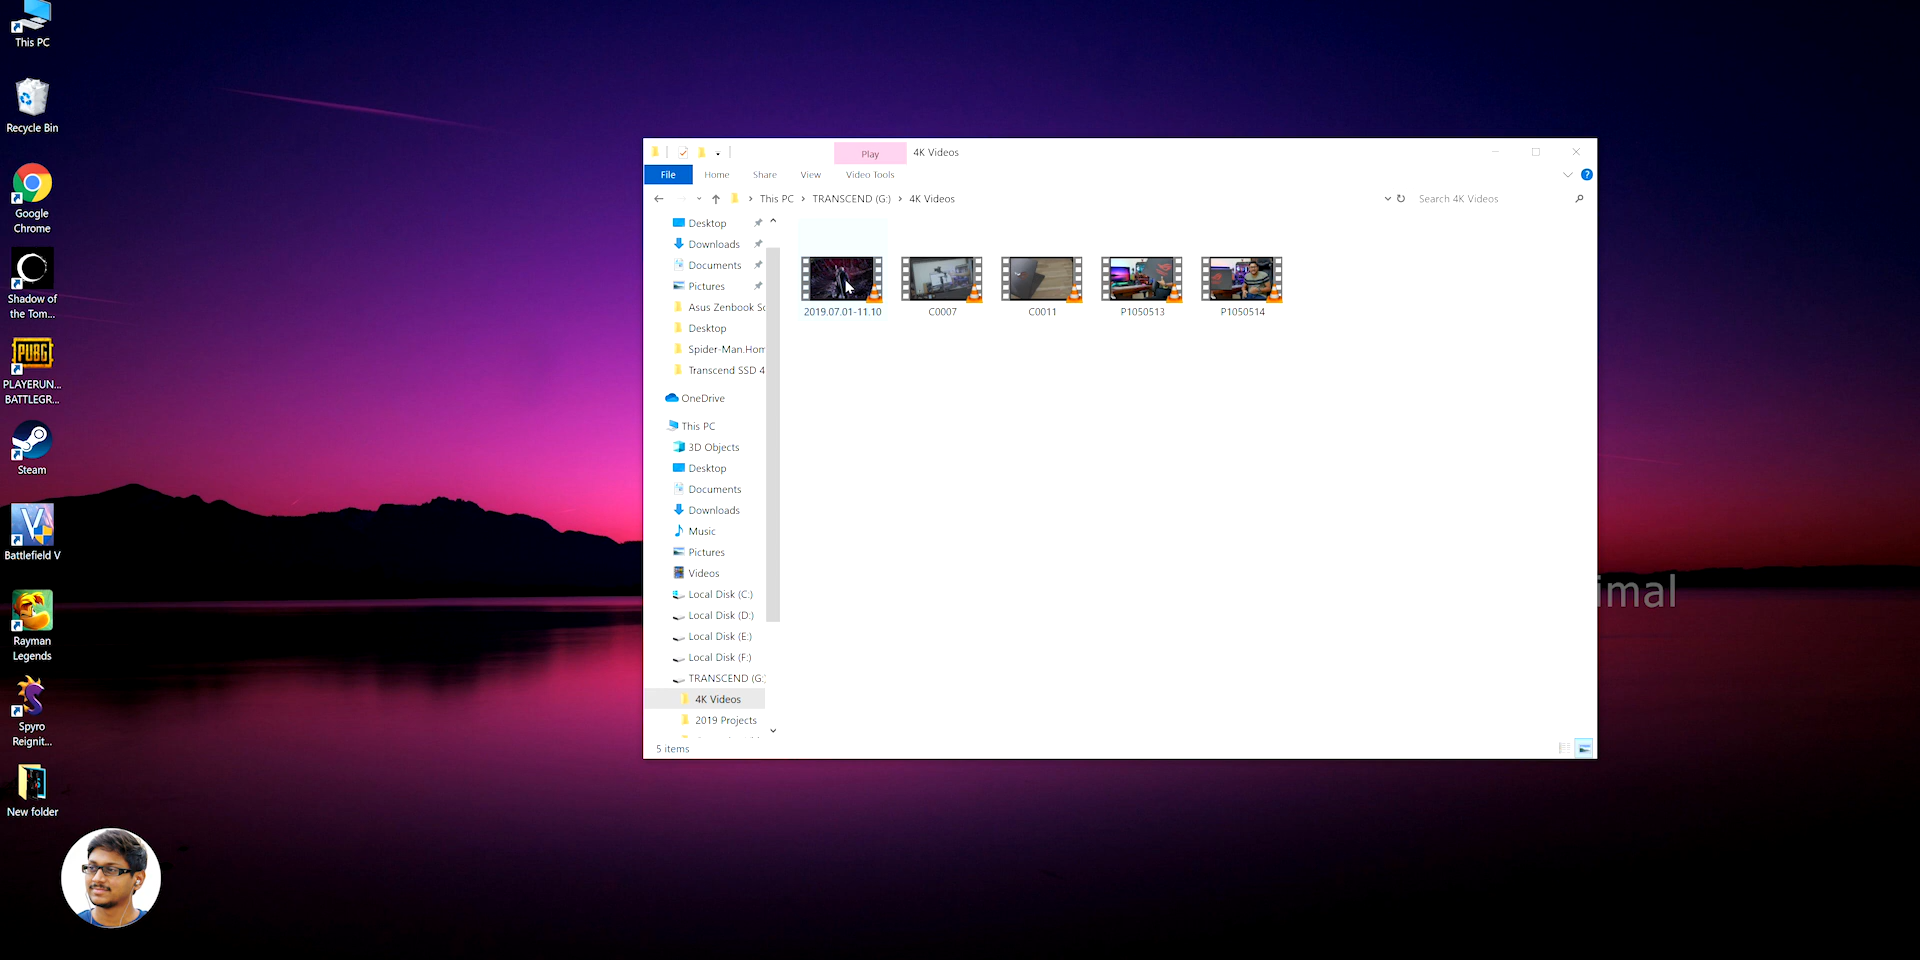 This PC
Recycle Bin
Google
Chrome
Shadow of
the Tom...
PUBG
PLAYERUN...
BATTLEGR...
Steam
V
Battlefield V
Rayman
Legends
Spyro
Reignit...
New folder
Play
4K Videos
File
Home
Share
View
Video Tools
?
This PC
TRANSCEND (G:)
4K Videos
Search 4K Videos
Desktop
Downloads
Documents
Pictures
Asus Zenbook Sc
Desktop
Spider-Man.Hom
Transcend SSD 4
OneDrive
This PC
3D Objects
Desktop
Documents
Downloads
Music
Pictures
Videos
Local Disk (C:)
Local Disk (D:)
Local Disk (E:)
Local Disk (F:)
TRANSCEND (G:
4K Videos
2019 Projects
2019.07.01-11.10
C0007
C0011
P1050513
P1050514
5 items
imal